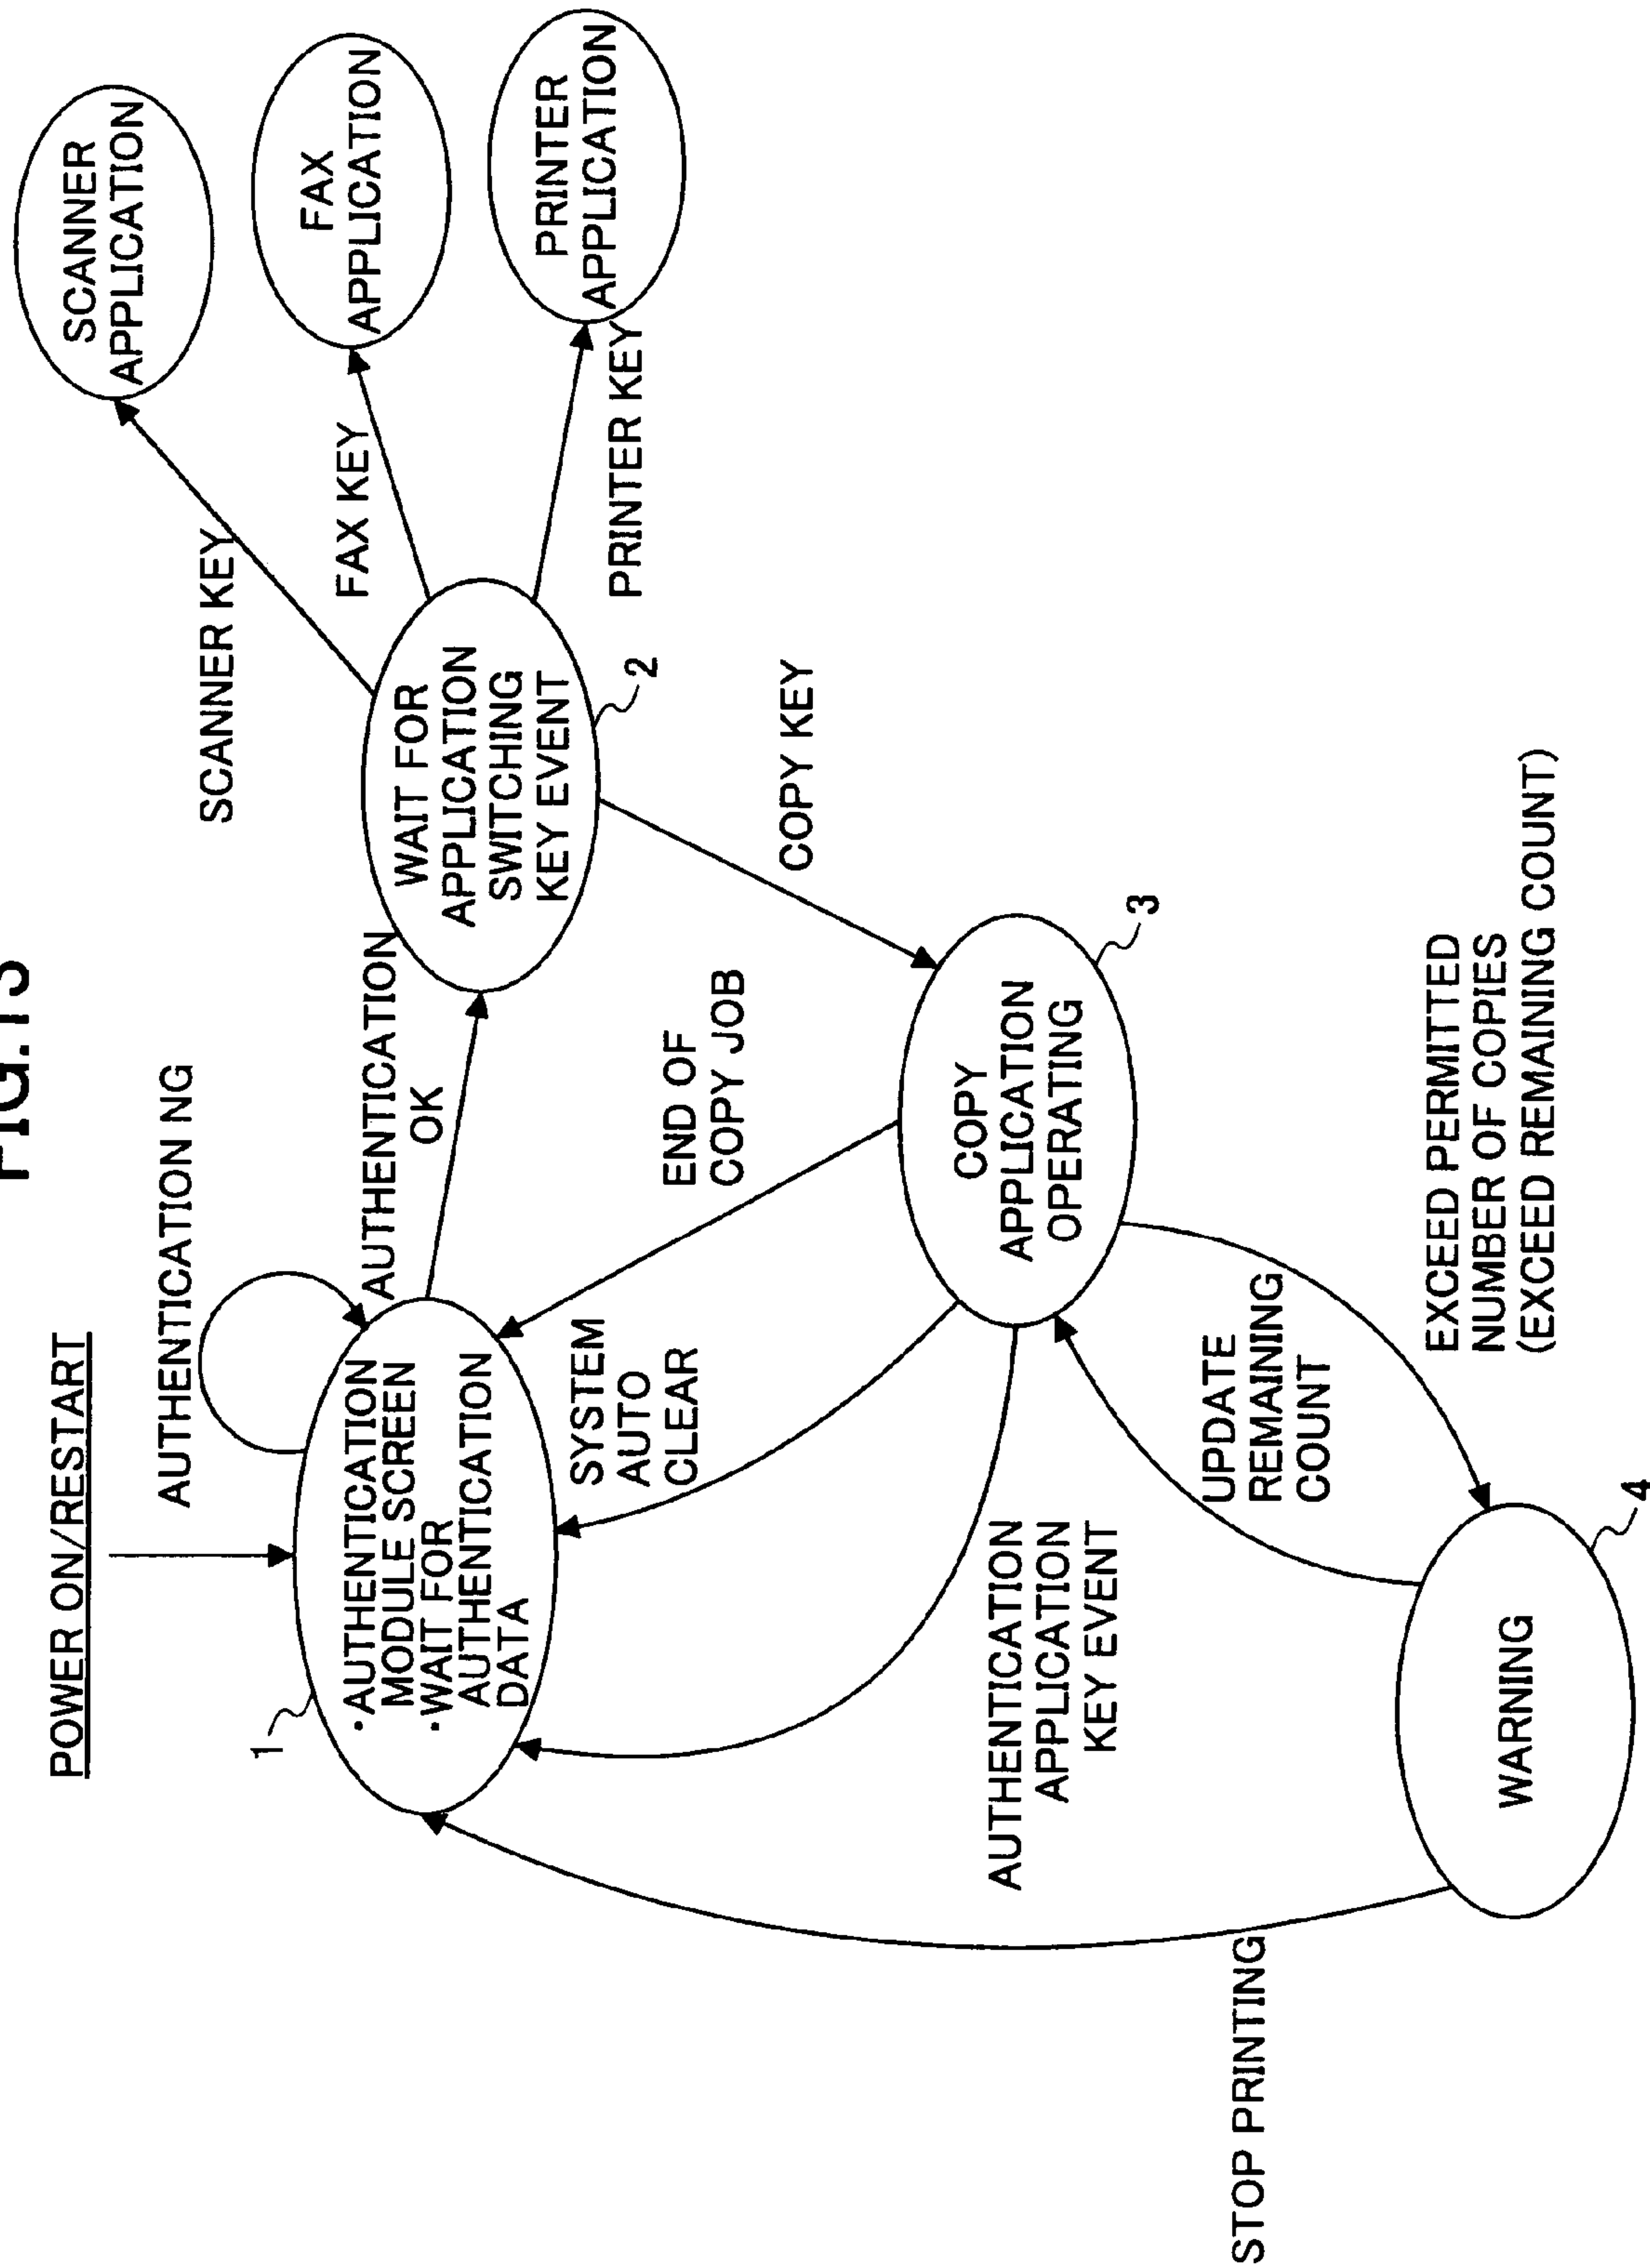 POWER ON/RESTART
AUTHENTICATION NG
1
·AUTHENTICATION
MODULE SCREEN
·WAIT FOR
AUTHENTICATION
DATA
AUTHENTICATION
OK
WAIT FOR
APPLICATION
SWITCHING
KEY EVENT
2
SCANNER KEY
SCANNER
APPLICATION
FAX KEY
FAX
APPLICATION
PRINTER KEY
PRINTER
APPLICATION
COPY KEY
END OF
COPY JOB
SYSTEM
AUTO
CLEAR
COPY
APPLICATION
OPERATING
3
AUTHENTICATION
APPLICATION
KEY EVENT
UPDATE
REMAINING
COUNT
EXCEED PERMITTED
NUMBER OF COPIES
(EXCEED REMAINING COUNT)
STOP PRINTING
WARNING
4